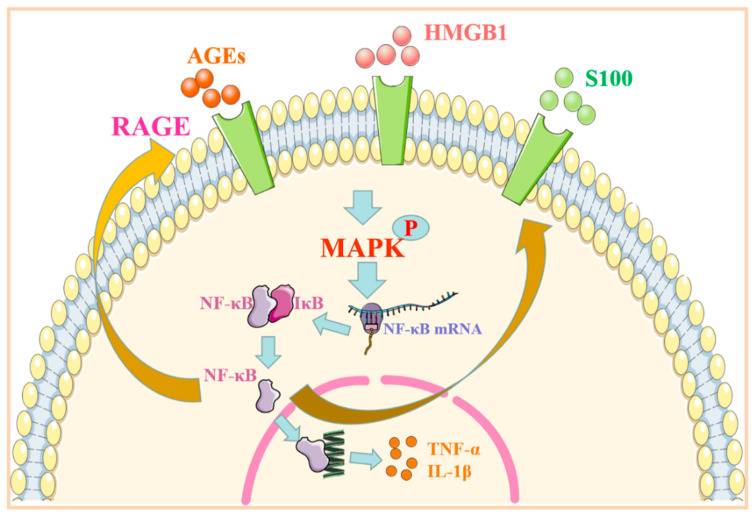 HMGB1
AGEs
S100
RAGE
P
MAPK
NF-κB
IκB
NF-κB mRNA
NF-κB
TNF-α
IL-1β